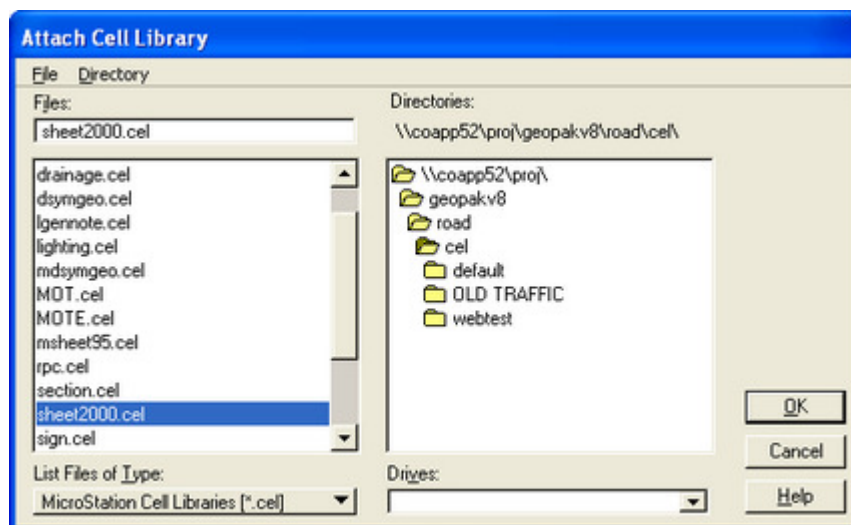 Attach Cell Library
File Directory
Files:
sheet2000.cel
drainage.cel
dsymgeo.cel
lgennote.cel
lighting.cel
mdsymgeo.cel
MOT.cel
MOTE.cel
msheet95.cel
rpc.cel
section.cel
sheet2000.cel
sign.cel
List Files of Type:
MicroStation Cell Libraries [*.cel]
Directories:
\\coapp52\proj\geopakv8\road\cel\
\\coapp52\proj\
geopakv8
road
cel
default
OLD TRAFFIC
webtest
Drives:
OK
Cancel
Help